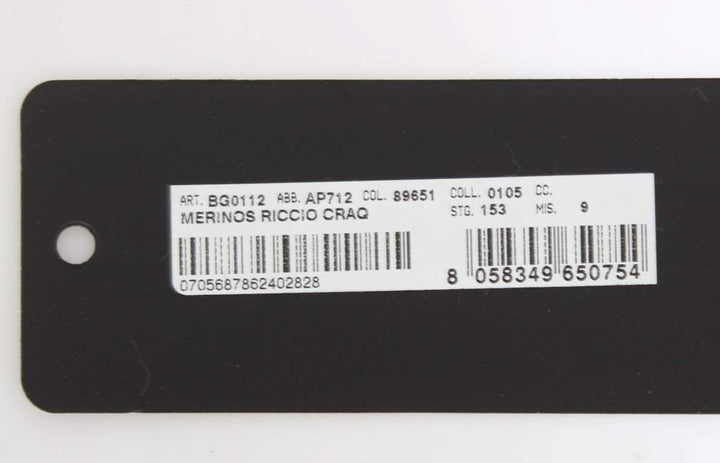 ART. BG0112 ABB. AP712 COL. 89651 COLL. 0105 CC.
MERINOS RICCIO CRAQ STG. 153 MIS. 9
0705687862402828
8 058349 650754